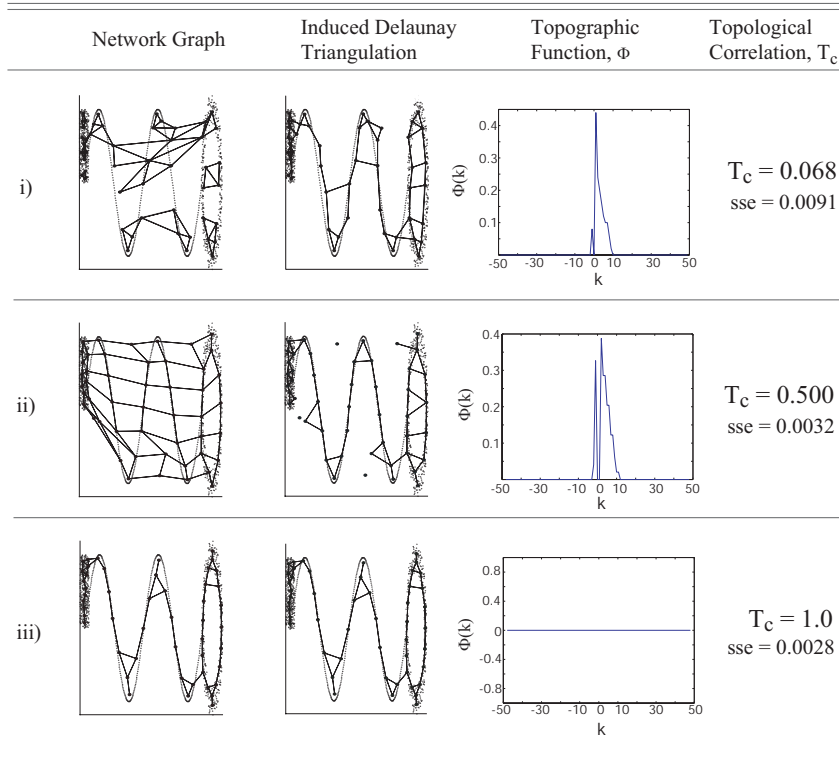 Network Graph
Induced Delaunay
Triangulation
Topographic
Function, Φ
Topological
Correlation, Tc
i)
Φ(k)
0.4
0.3
0.2
0.1
-50 -30 -10 0 10 30 50
k
Tc = 0.068
sse = 0.0091
ii)
Φ(k)
0.4
0.3
0.2
0.1
-50 -30 -10 0 10 30 50
k
Tc = 0.500
sse = 0.0032
iii)
Φ(k)
0.8
0.4
0
-0.4
-0.8
-50 -30 -10 0 10 30 50
k
Tc = 1.0
sse = 0.0028